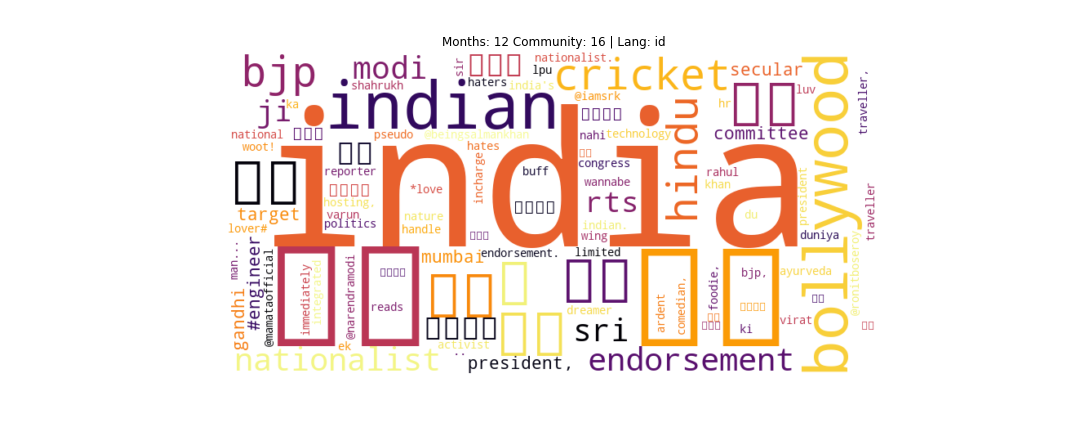 Months: 12 Community: 16 | Lang: id
bjp
modi
shahrukh
sir
nationalist.
lpu
haters
india's
cricket
secular
luv
traveller,
ji
ka
indian
@iamsrk
hr
hindu
bollywood
national
woot!
pseudo
@beingsalmankhan
hates
nahi
technology
committee
india
reporter
*love
incharge
buff
congress
wannabe
rahul
khan
president
hosting,
varun
politics
target
lover#
nature
handle
rts
indian.
wing
du
duniya
traveller
man...
#engineer
gandhi
@mamataofficial
immediately
integrated
@narendramodi
reads
mumbai
endorsement.
limited
ardent
comedian,
foodie,
bjp,
ki
ayurveda
virat
@ronitboseroy
dreamer
sri
activist
ek
..
nationalist
president,
endorsement